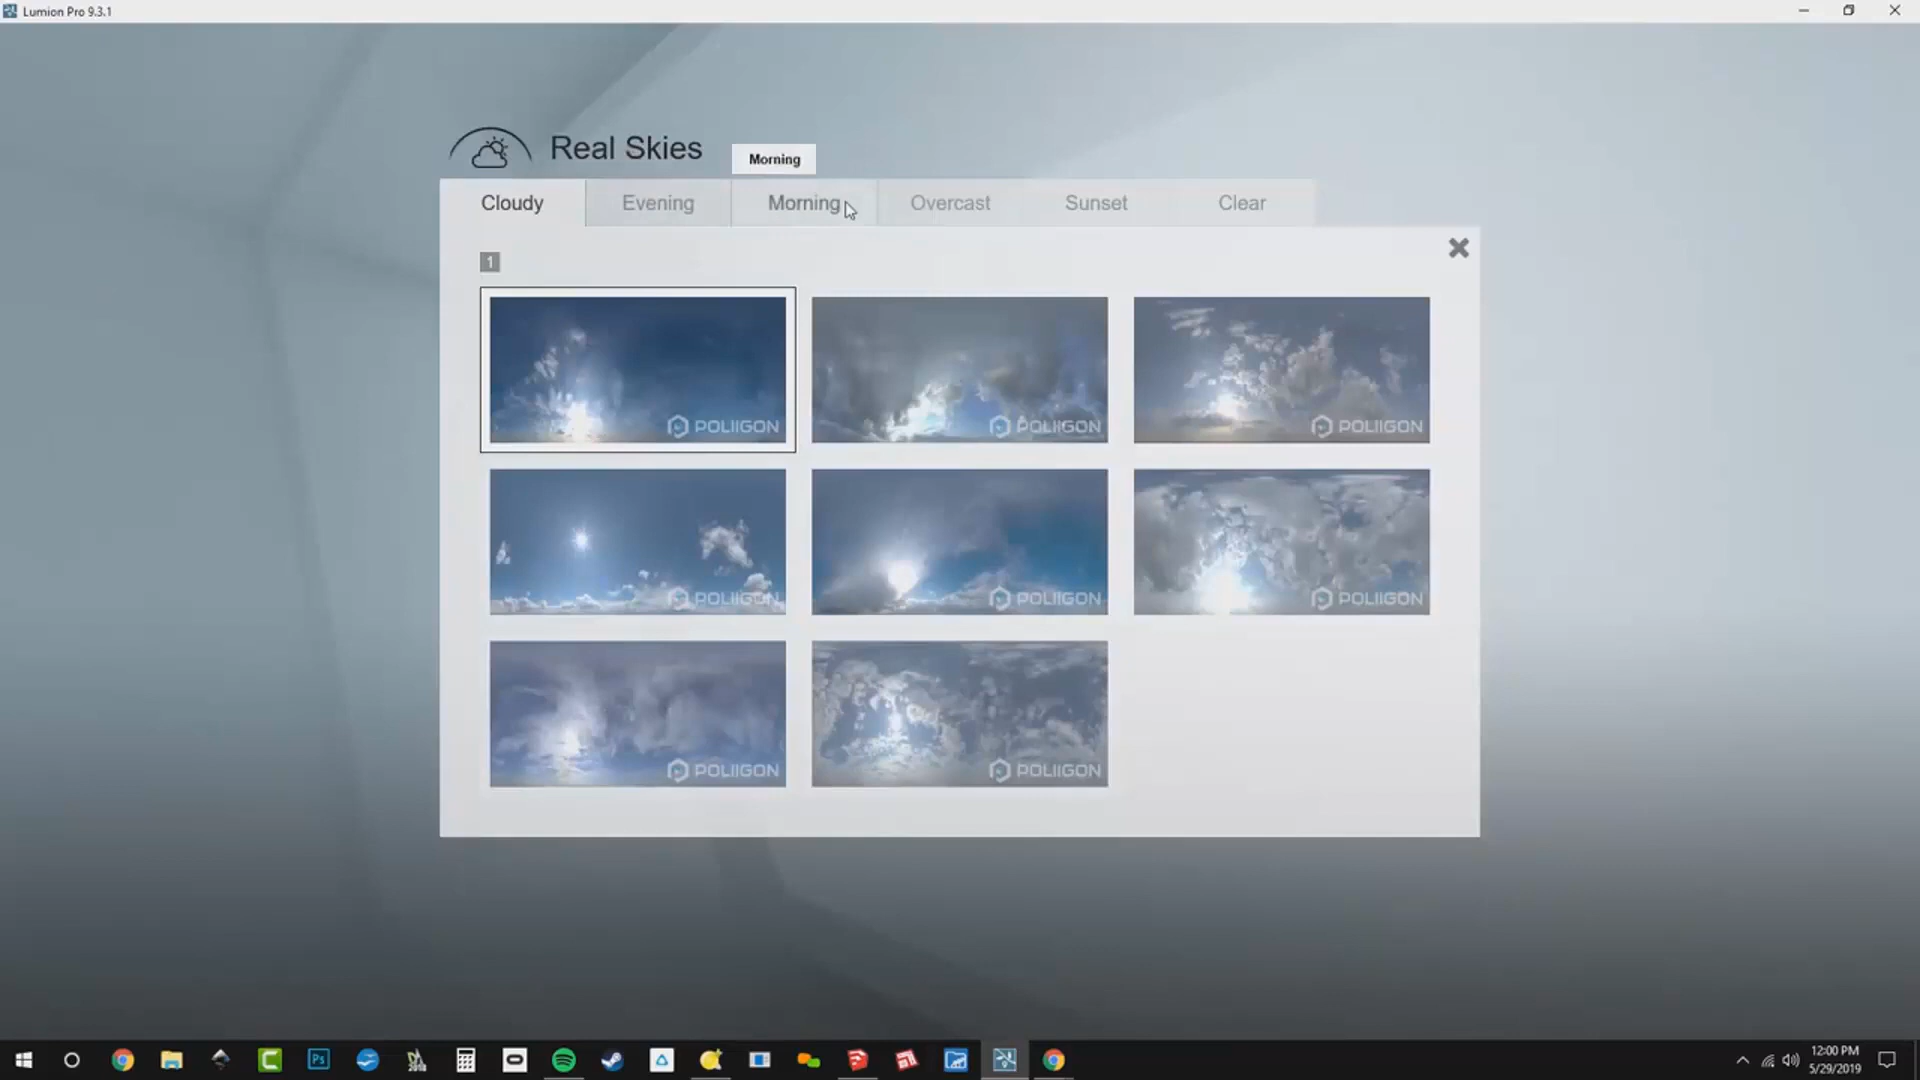 Lumion Pro 9.3.1
Real Skies
Morning
Cloudy
Evening
Morning
Overcast
Sunset
Clear
1
POLIIGON
POLIIGON
POLIIGON
POLIIGON
POLIIGON
POLIIGON
POLIIGON
POLIIGON
Ps
12:00 PM
5/29/2019